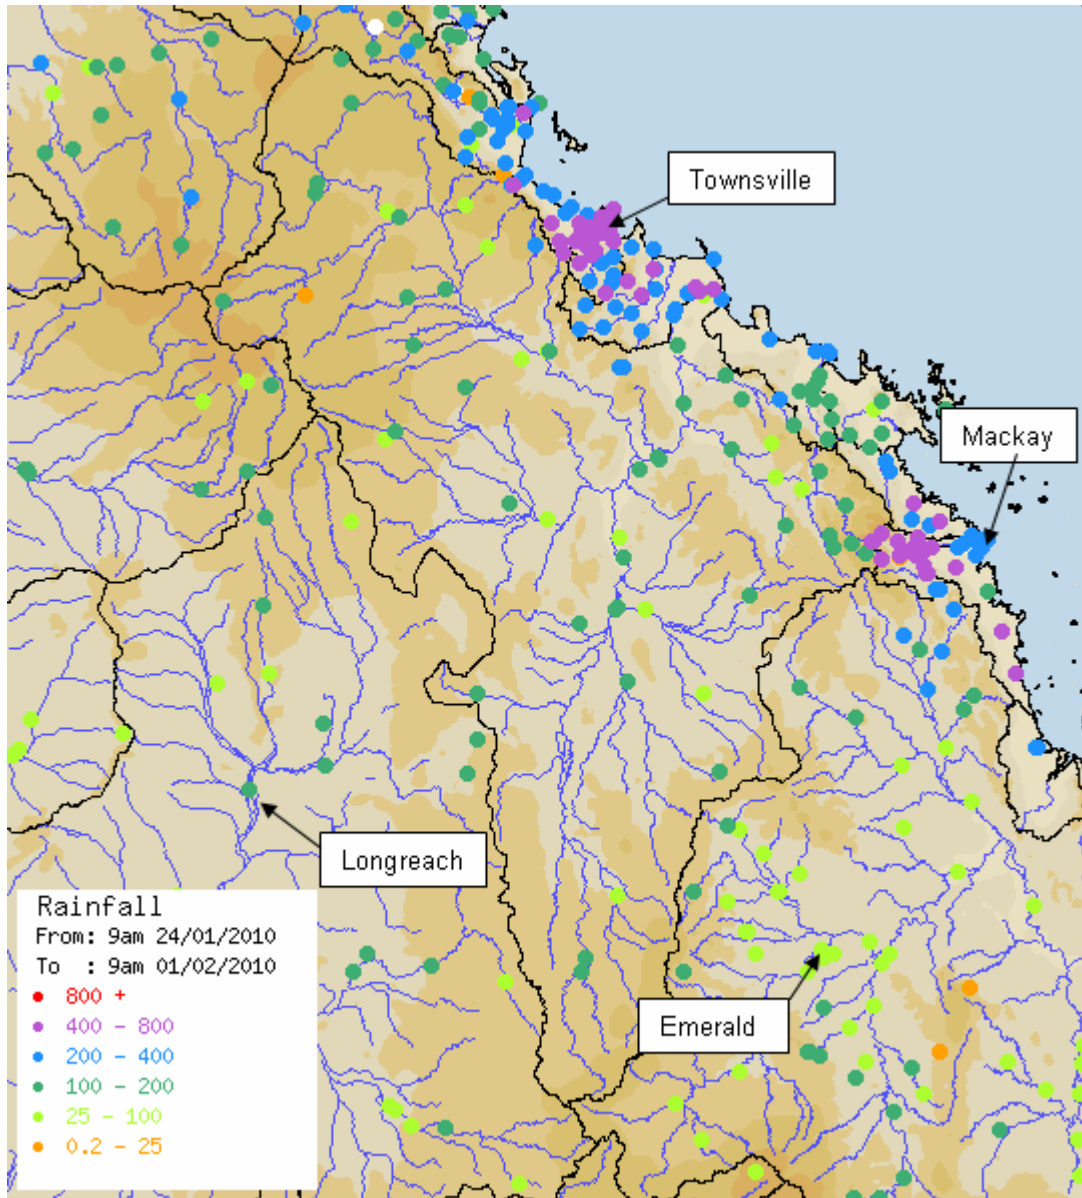 Townsville
Mackay
Longreach
Emerald
Rainfall
From: 9am 24/01/2010
To : 9am 01/02/2010
800 +
400 - 800
200 - 400
100 - 200
25 - 100
0.2 - 25